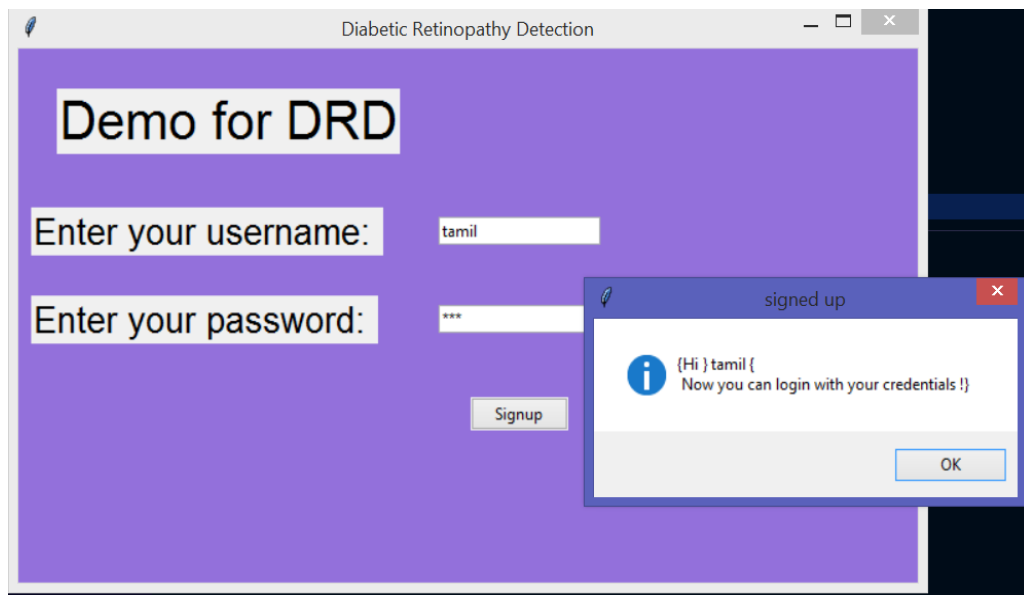 Diabetic Retinopathy Detection
Demo for DRD
Enter your username:
tamil
Enter your password:
***
Signup
signed up
{Hi } tamil {
Now you can login with your credentials !}
OK